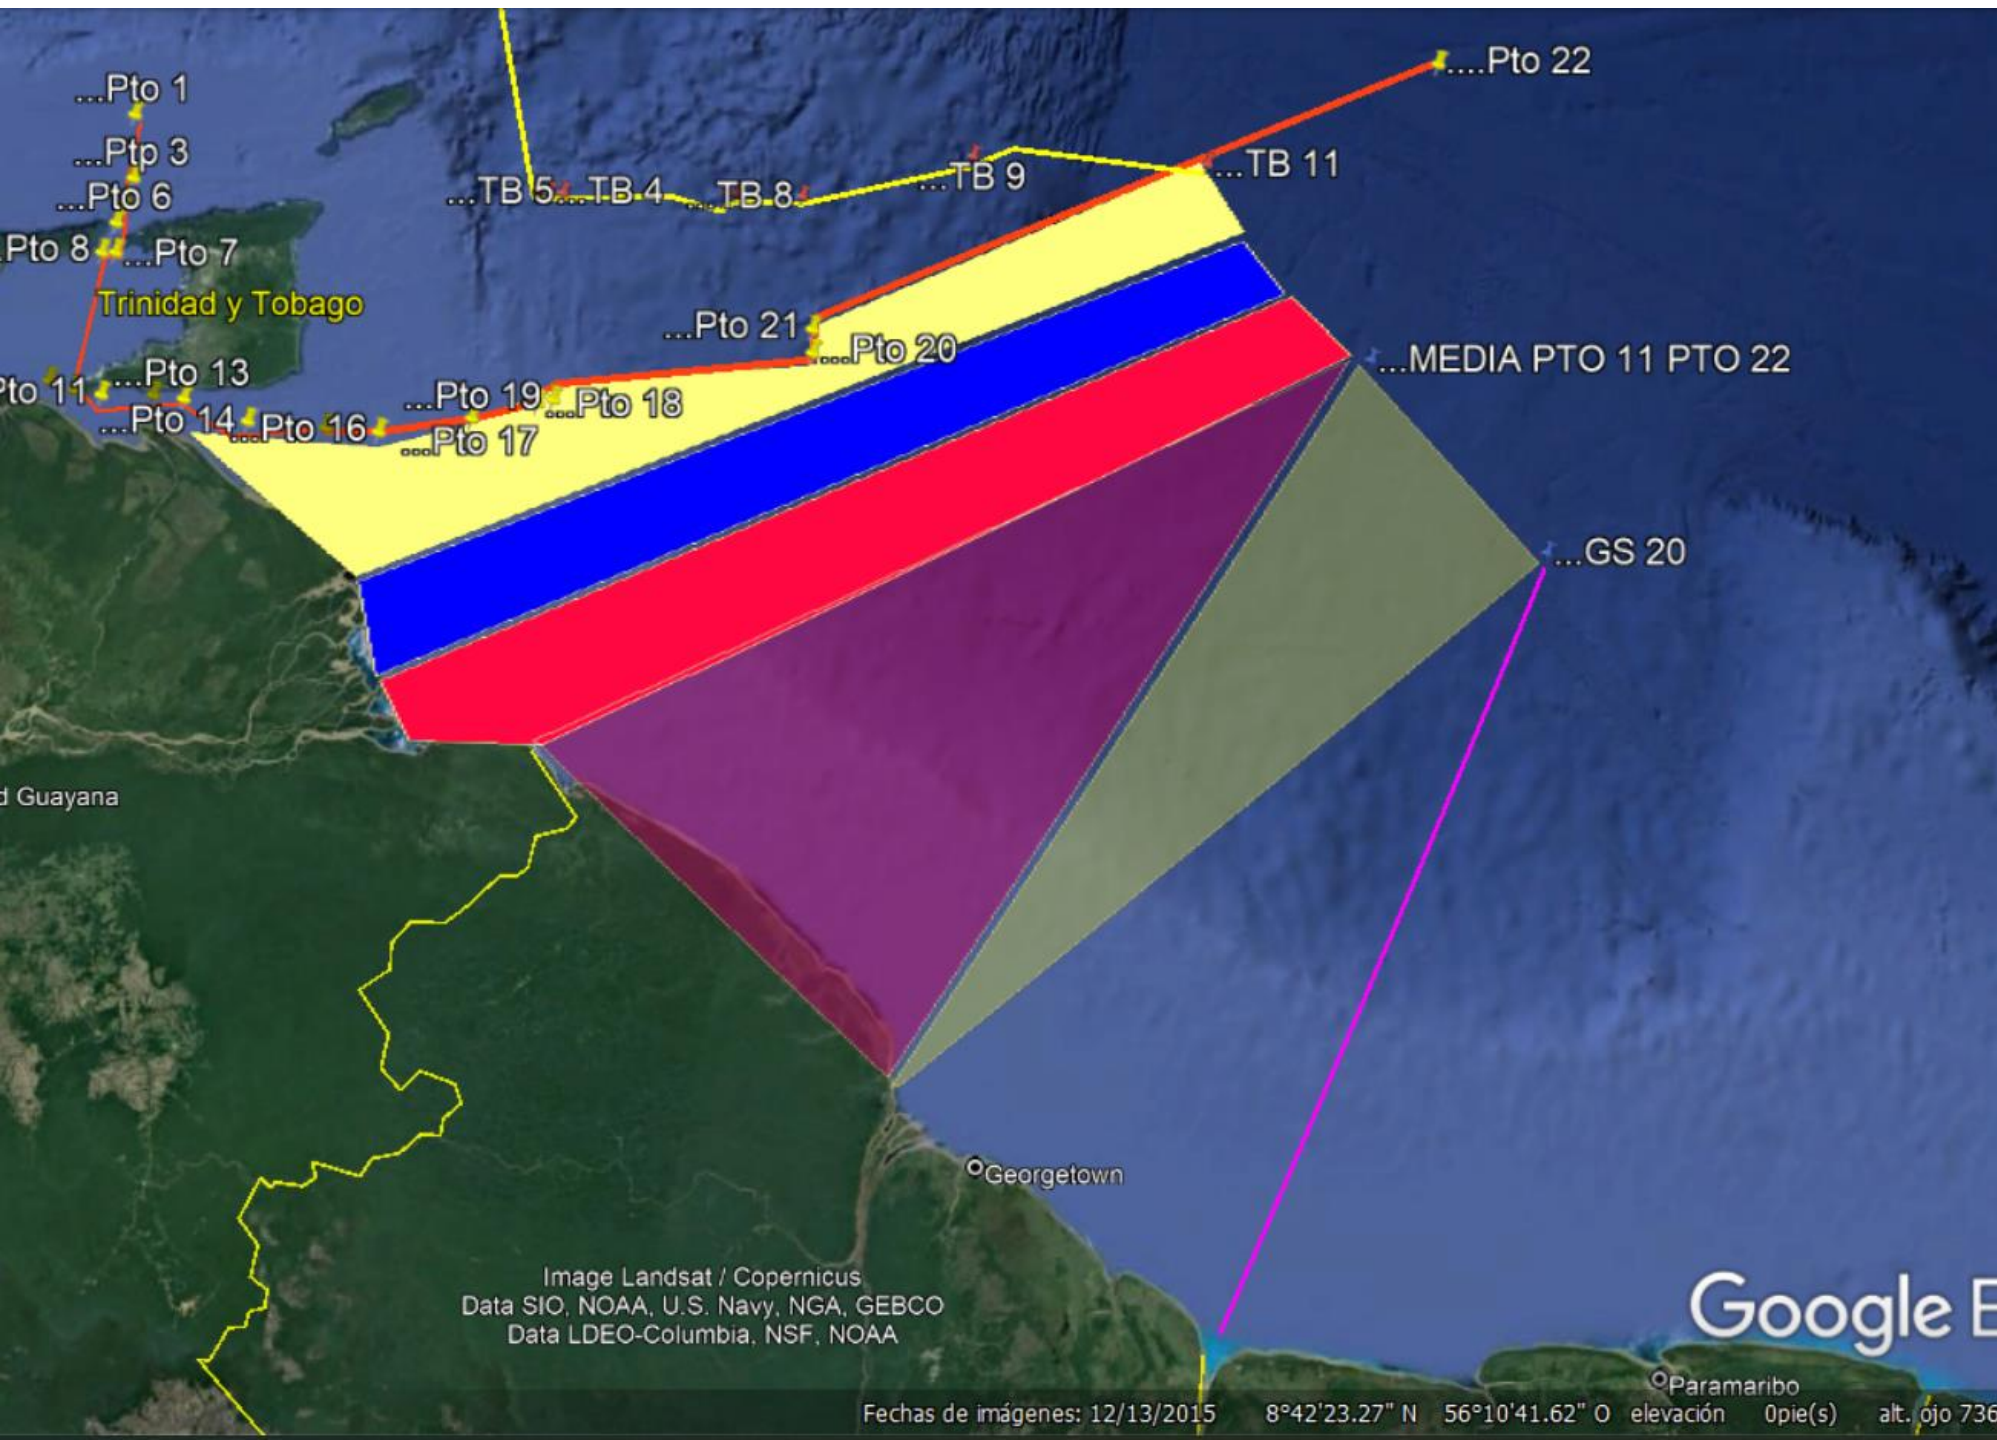 ...Pto 1
....Pto 22
...Ptp 3
...TB 11
...TB 5
...TB 4
TB 8
...TB 9
...Pto 6
Pto 8
...Pto 7
Trinidad y Tobago
...Pto 21
...Pto 20
...MEDIA PTO 11 PTO 22
Pto 11
...Pto 13
...Pto 19
...Pto 18
...Pto 14
...Pto 16
...Pto 17
...GS 20
d Guayana
Georgetown
Image Landsat / Copernicus
Data SIO, NOAA, U.S. Navy, NGA, GEBCO
Data LDEO-Columbia, NSF, NOAA
Google E
Paramaribo
Fechas de imágenes: 12/13/2015 8°42'23.27" N 56°10'41.62" O elevación 0pie(s) alt. ojo 736